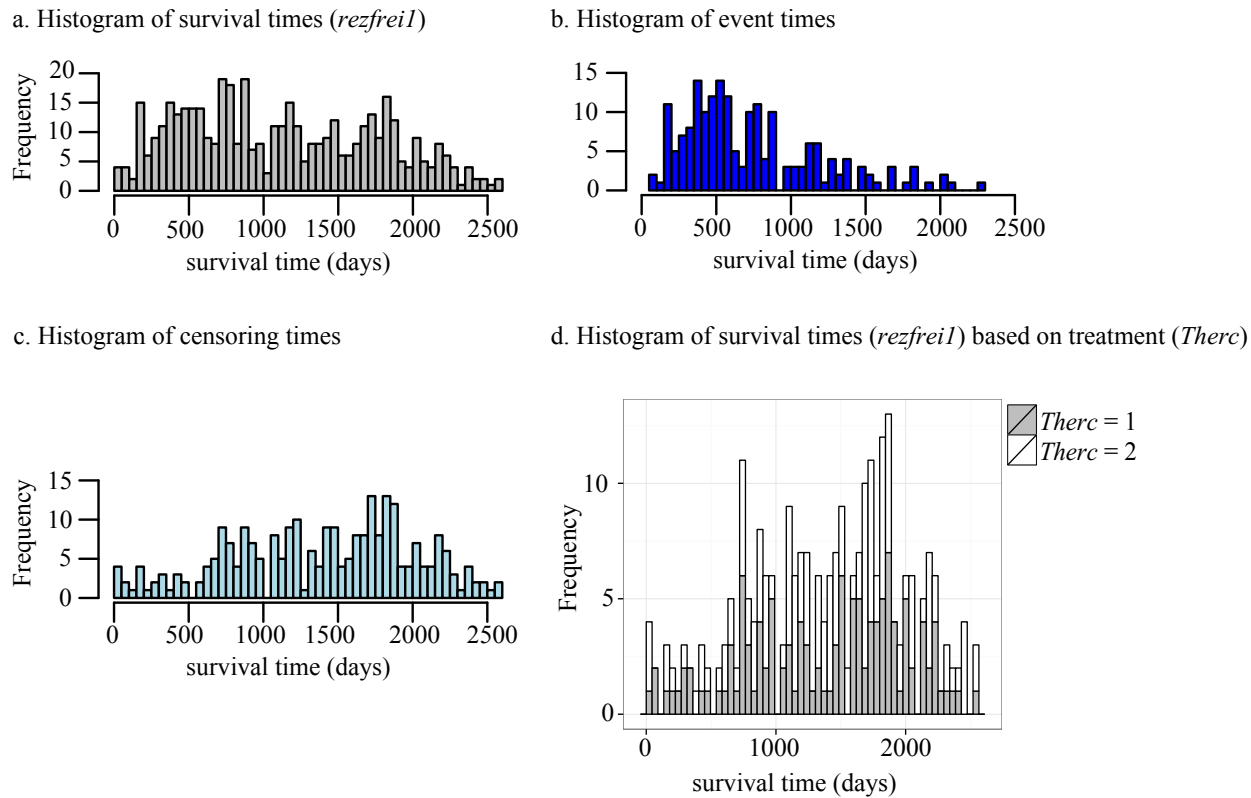 a. Histogram of survival times (rezfrei1)
Frequency
20
15
10
5
0
0 500 1000 1500 2000 2500
survival time (days)
b. Histogram of event times
15
10
5
0
0 500 1000 1500 2000 2500
survival time (days)
c. Histogram of censoring times
Frequency
15
10
5
0
0 500 1000 1500 2000 2500
survival time (days)
d. Histogram of survival times (rezfrei1) based on treatment (Therc)
Frequency
10
5
0
0 1000 2000
survival time (days)
Therc = 1
Therc = 2